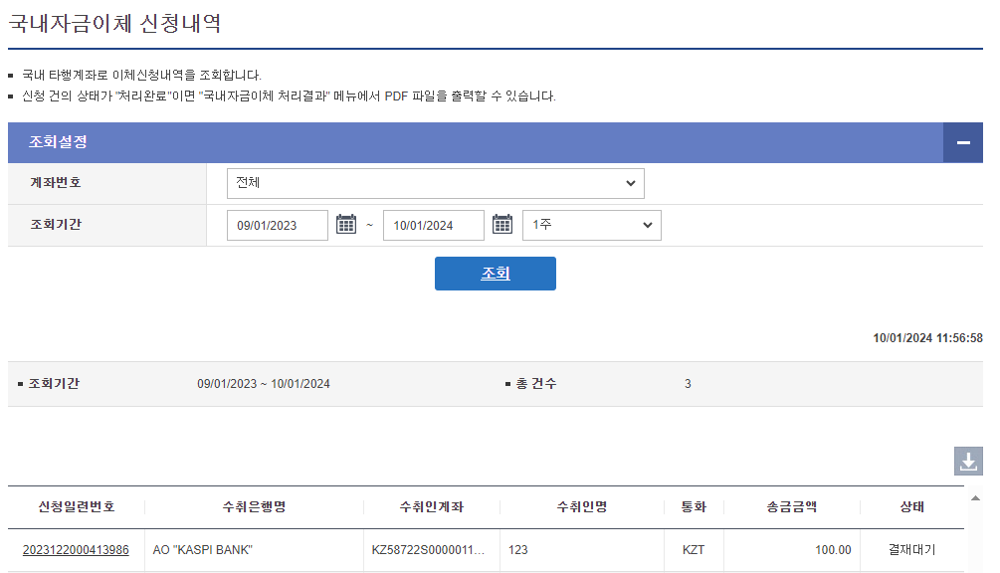 국내자금이체 신청내역
국내 타행계좌로 이체신청내역을 조회합니다.
신청 건의 상태가 "처리완료"이면 "국내자금이체 처리결과" 메뉴에서 PDF 파일을 출력할 수 있습니다.
조회설정
계좌번호 전체
조회기간 09/01/2023 ~ 10/01/2024 1주
조회
10/01/2024 11:56:58
조회기간 09/01/2023 ~ 10/01/2024 총 건수 3
신청일련번호 수취은행명 수취인계좌 수취인명 통화 송금금액 상태
2023122000413986 AO "KASPI BANK" KZ58722S0000011... 123 KZT 100.00 결재대기